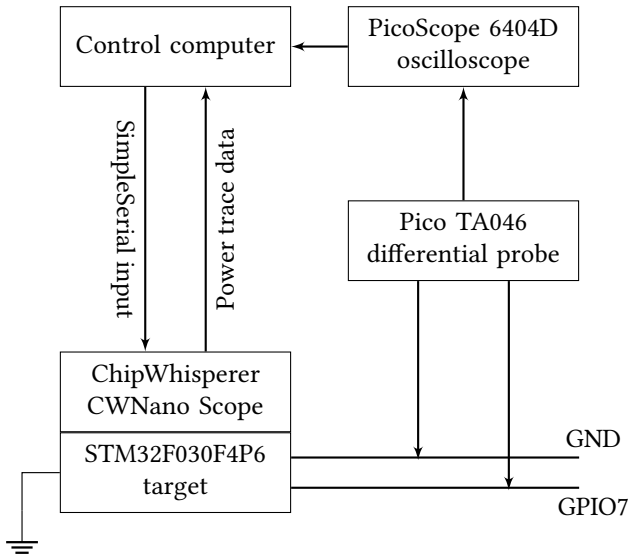 Control computer
PicoScope 6404D
oscilloscope
SimpleSerial input
Power trace data
Pico TA046
differential probe
ChipWhisperer
CWNano Scope
STM32F030F4P6
target
GND
GPIO7